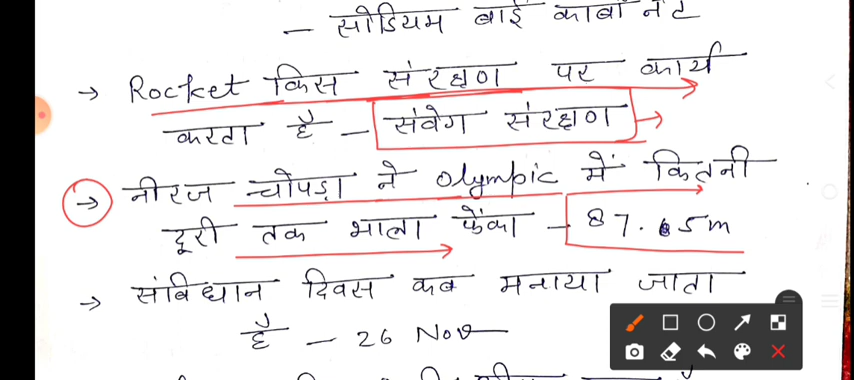 – सोडियम बाई कार्बोनेट
→ Rocket किस संरक्षण पर कार्य
करता है – संवेग संरक्षण
→ नीरज चोपड़ा ने Olympic में कितनी
दूरी तक भाला फेंका – 87.65m
→ संविधान दिवस कब मनाया जाता
है – 26 Nov